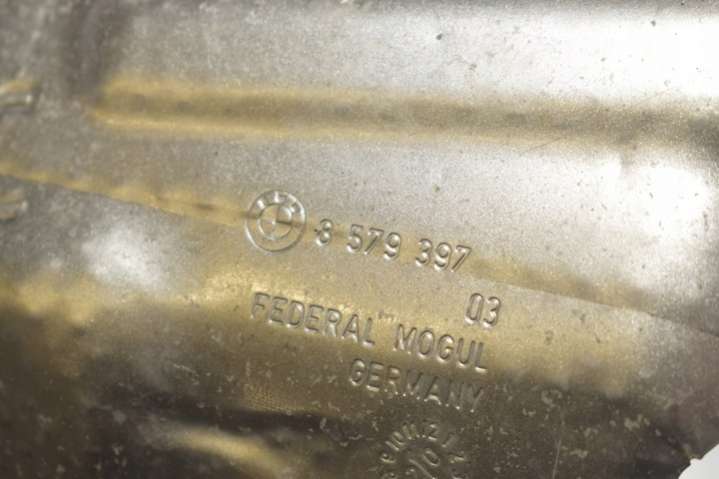 8 579 397
03
FEDERAL MOGUL
GERMANY